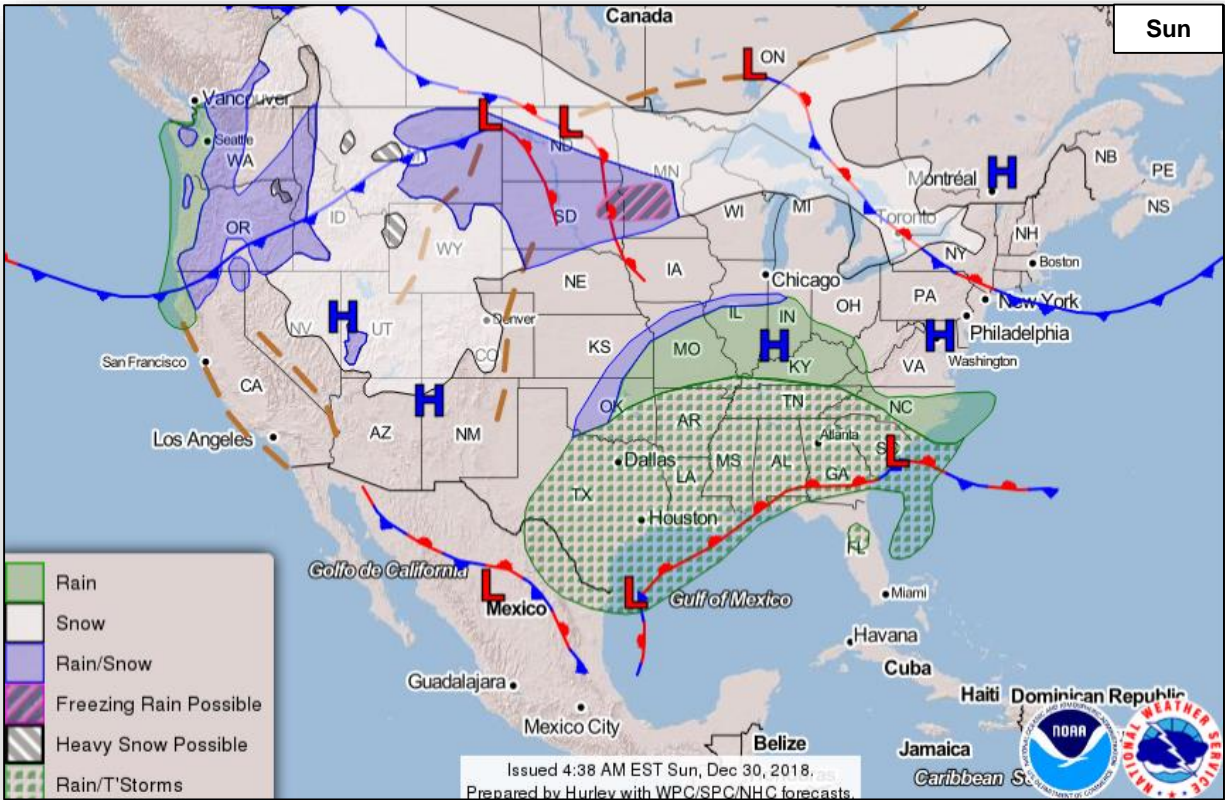 Canada
Sun
L
ON
Vancouver
L
L
Seattle
WA
ND
MN
Montréal
H
NB
PE
NS
OR
ID
SD
WI
MI
Toronto
NH
WY
NY
Boston
NE
IA
Chicago
PA
New York
H
NV
UT
Denver
IL
IN
OH
Philadelphia
San Francisco
CO
KS
MO
H
KY
H
VA
Washington
CA
H
OK
TN
NC
Los Angeles
AZ
NM
AR
Atlanta
L
Dallas
LA
MS
AL
GA
TX
Houston
FL
Golfo de California
L
Mexico
L
Gulf of Mexico
Miami
Havana
Cuba
Guadalajara
Haiti
Dominican Republic
Mexico City
Belize
Jamaica
Caribbean
Rain
Snow
Rain/Snow
Freezing Rain Possible
Heavy Snow Possible
Rain/T'Storms
Issued 4:38 AM EST Sun, Dec 30, 2018.
Prepared by Hurley with WPC/SPC/NHC forecasts.
NOAA
NATIONAL WEATHER SERVICE